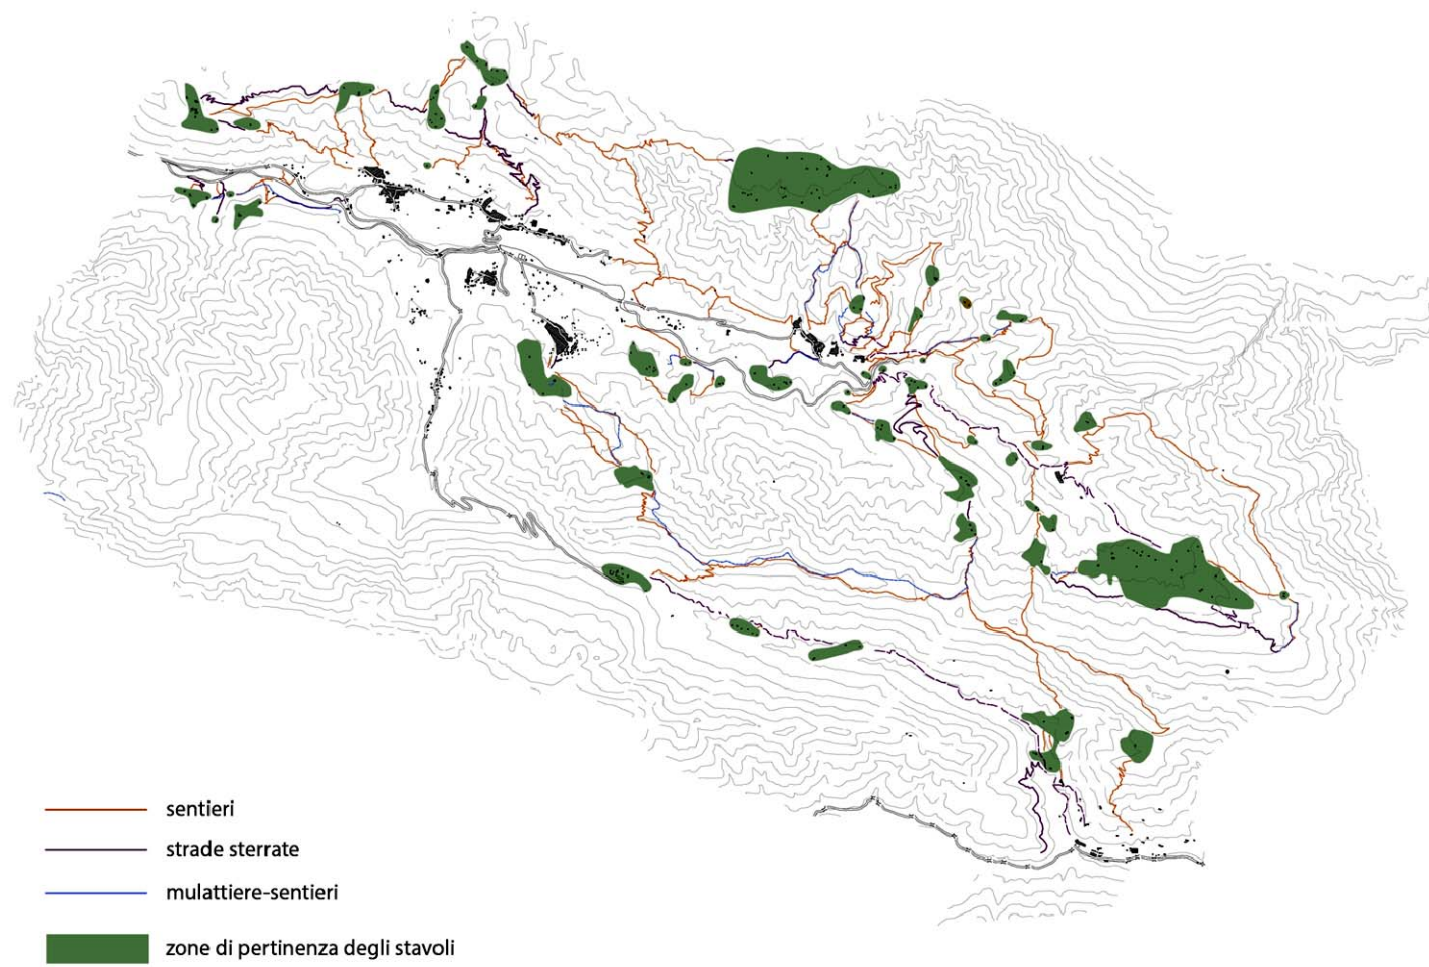 sentieri
strade sterrate
mulattiere-sentieri
zone di pertinenza degli stavoli